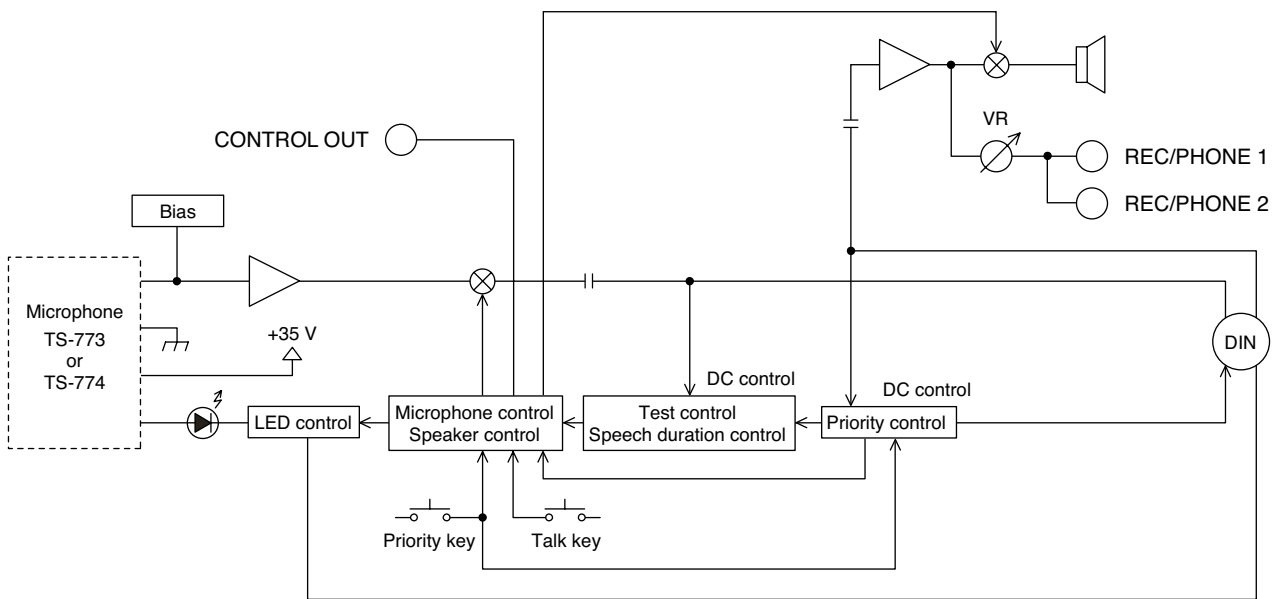 VR
CONTROL OUT
REC/PHONE 1
REC/PHONE 2
Bias
Microphone
TS-773
or
TS-774
+35 V
DIN
DC control
DC control
LED control
Microphone control
Speaker control
Test control
Speech duration control
Priority control
Priority key
Talk key